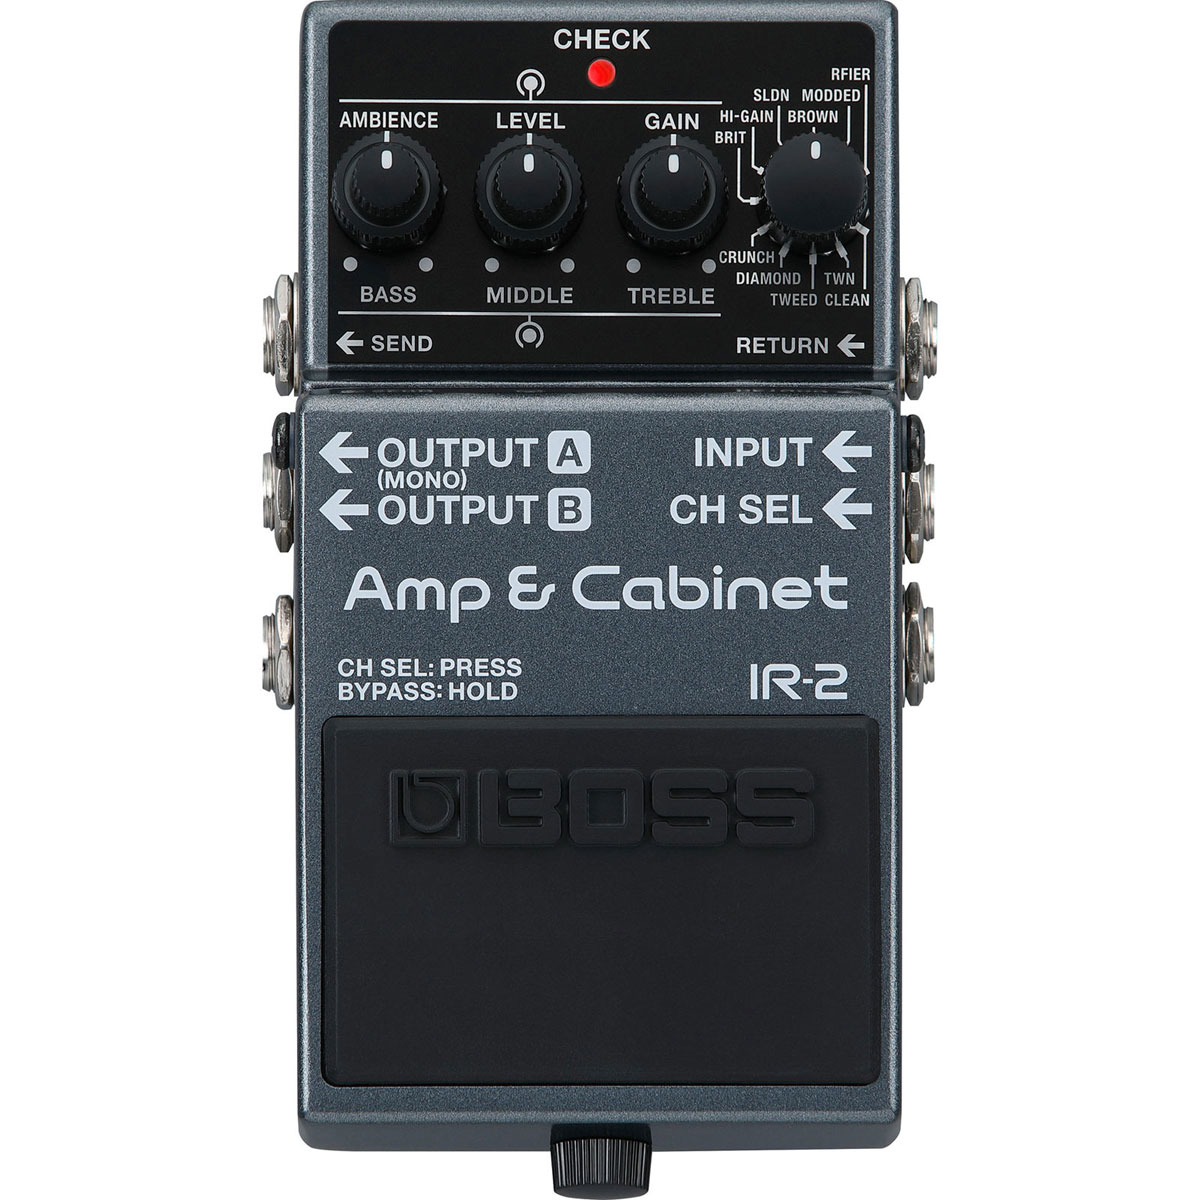 CHECK
RFIER
SLDN MODDED
HI-GAIN BROWN
BRIT
AMBIENCE LEVEL GAIN
CRUNCH
DIAMOND TWN
TWEED CLEAN
BASS MIDDLE TREBLE
← SEND RETURN ←
← OUTPUT A INPUT ←
(MONO)
← OUTPUT B CH SEL ←
Amp & Cabinet
CH SEL: PRESS
BYPASS: HOLD
IR-2
BOSS